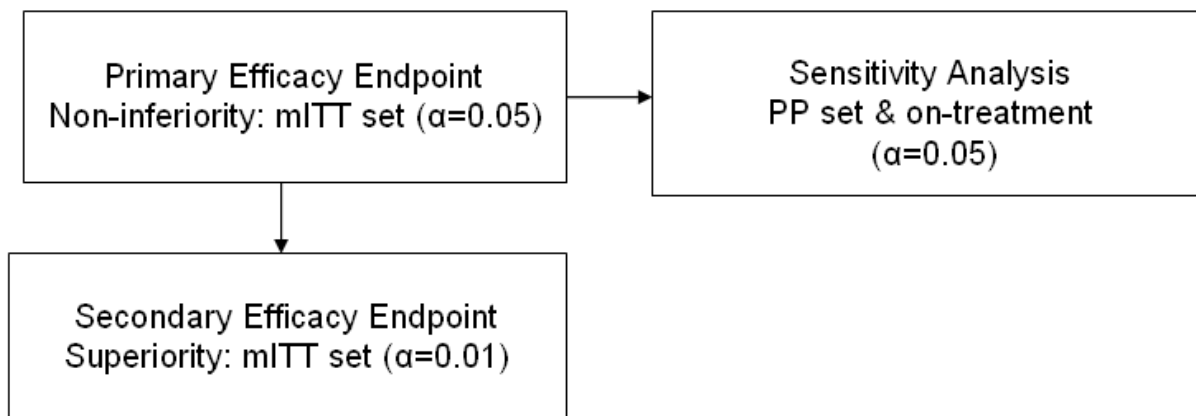 Primary Efficacy Endpoint
Non-inferiority: mITT set (α=0.05)
Sensitivity Analysis
PP set & on-treatment
(α=0.05)
Secondary Efficacy Endpoint
Superiority: mITT set (α=0.01)